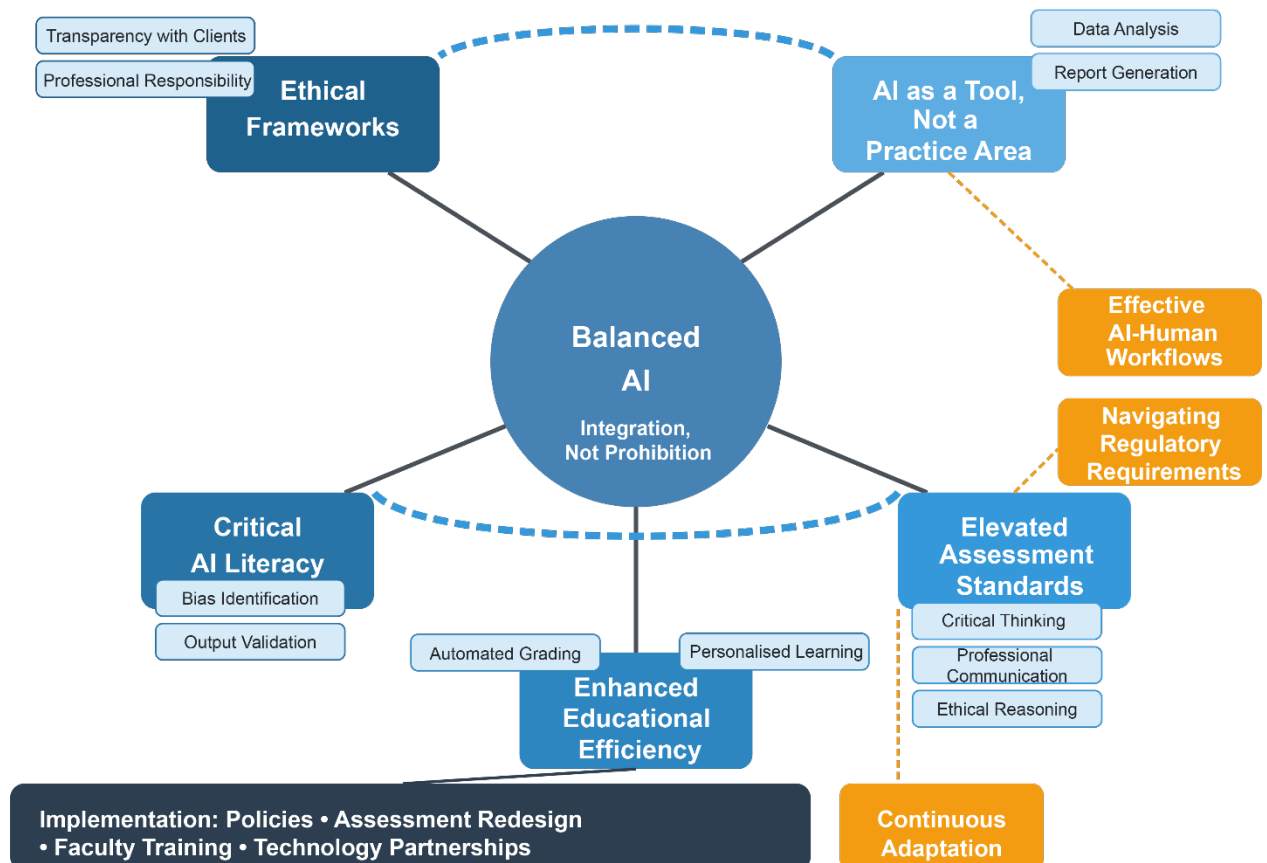 Transparency with Clients
Professional Responsibility
Ethical
Frameworks
Data Analysis
Report Generation
AI as a Tool,
Not a
Practice Area
Balanced
AI
Integration,
Not Prohibition
Effective
AI-Human
Workflows
Navigating
Regulatory
Requirements
Critical
AI Literacy
Bias Identification
Output Validation
Elevated
Assessment
Standards
Critical Thinking
Professional
Communication
Ethical Reasoning
Automated Grading
Personalised Learning
Enhanced
Educational
Efficiency
Implementation: Policies • Assessment Redesign
• Faculty Training • Technology Partnerships
Continuous
Adaptation